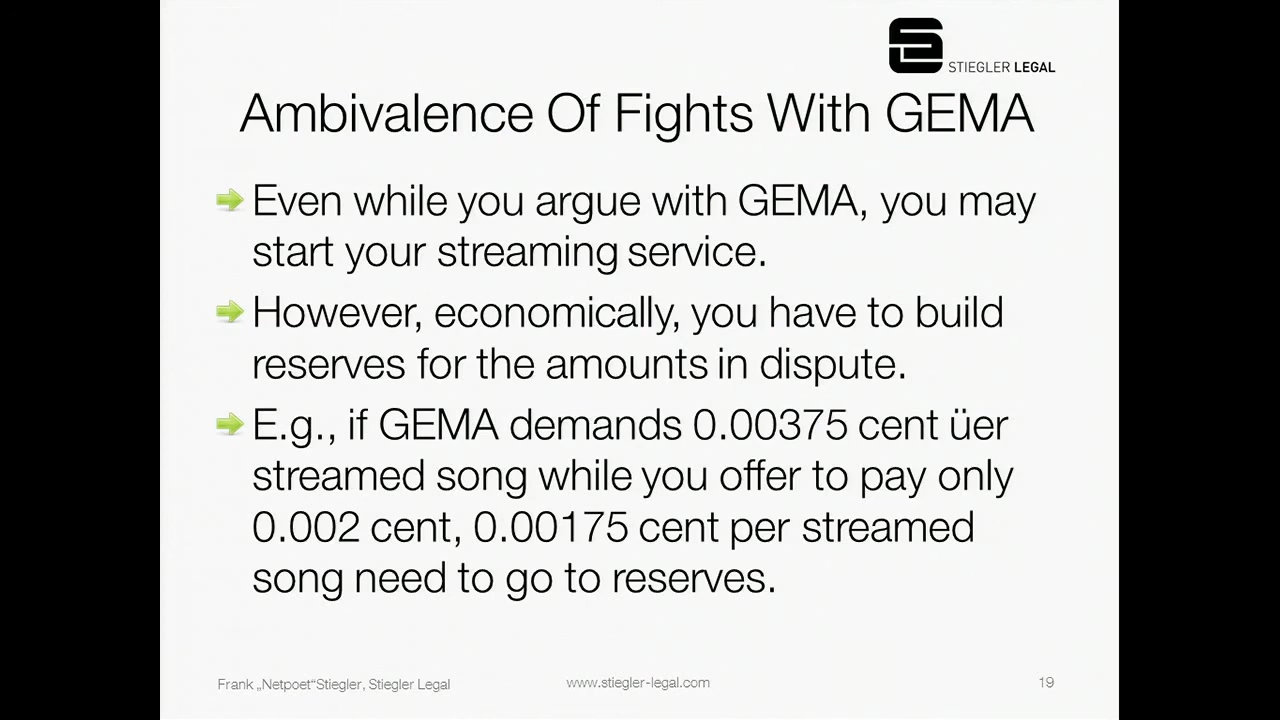 STIEGLER LEGAL
Ambivalence Of Fights With GEMA
Even while you argue with GEMA, you may
start your streaming service.
However, economically, you have to build
reserves for the amounts in dispute.
E.g., if GEMA demands 0.00375 cent üer
streamed song while you offer to pay only
0.002 cent, 0.00175 cent per streamed
song need to go to reserves.
Frank „Netpoet“Stiegler, Stiegler Legal
www.stiegler-legal.com
19